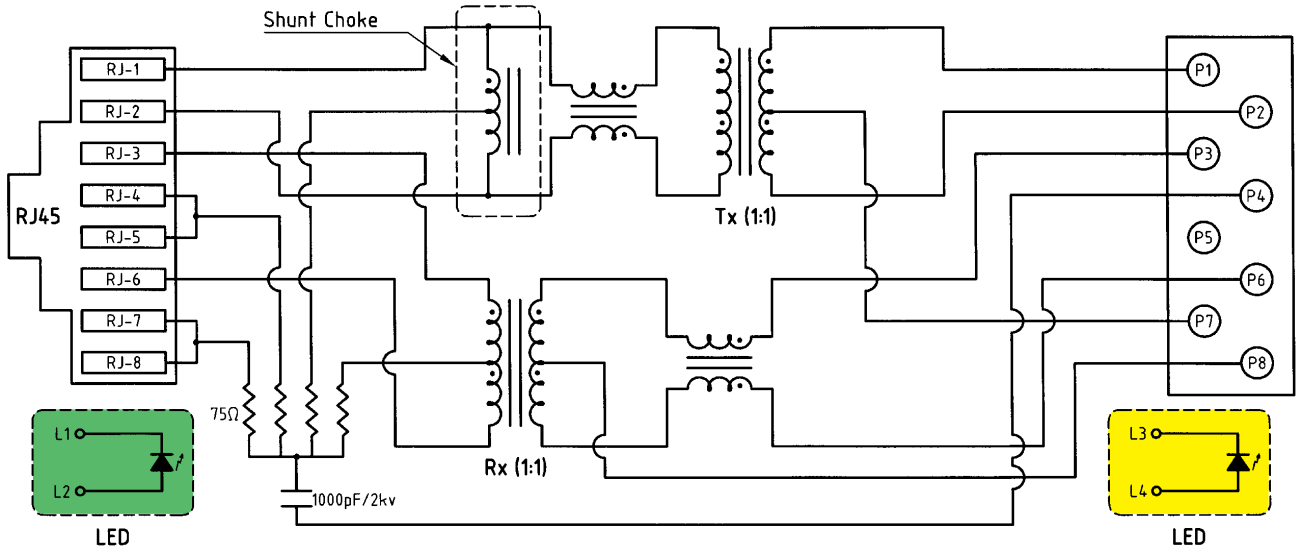 Shunt Choke
RJ-1
RJ-2
RJ-3
RJ-4
RJ-5
RJ-6
RJ-7
RJ-8
RJ45
Tx (1:1)
Rx (1:1)
75Ω
1000pF/2kv
P1
P2
P3
P4
P5
P6
P7
P8
L1
L2
LED
L3
L4
LED